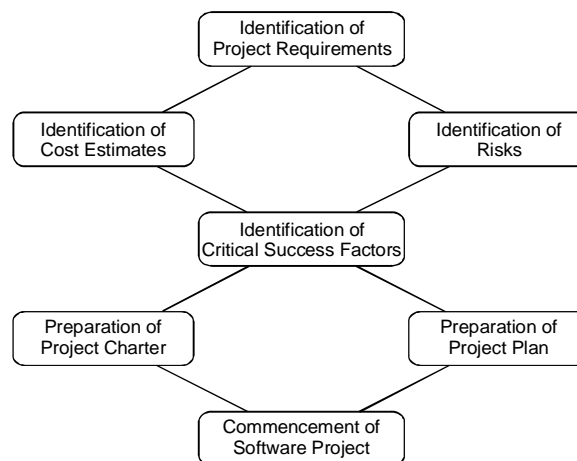 Identification of
Project Requirements
Identification of
Cost Estimates
Identification of
Risks
Identification of
Critical Success Factors
Preparation of
Project Charter
Preparation of
Project Plan
Commencement of
Software Project